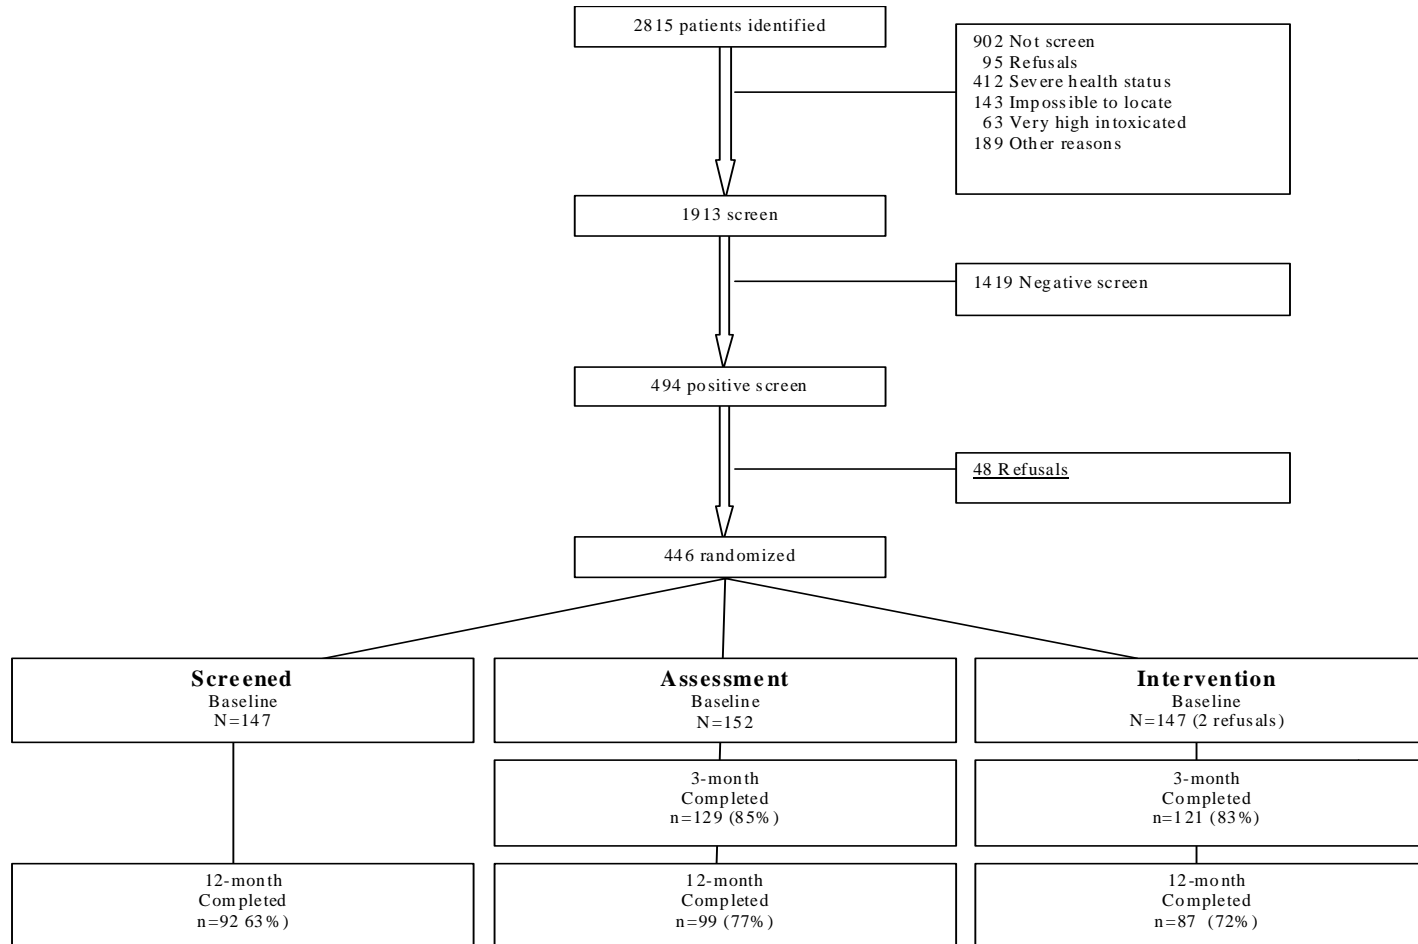 2815 patients identified
902 Not screen
95 Refusals
412 Severe health status
143 Impossible to locate
63 Very high intoxicated
189 Other reasons
1913 screen
1419 Negative screen
494 positive screen
48 Refusals
446 randomized
Screened
Baseline
N=147
Assessment
Baseline
N=152
Intervention
Baseline
N=147 (2 refusals)
3-month
Completed
n=129 (85%)
3-month
Completed
n=121 (83%)
12-month
Completed
n=92 63%)
12-month
Completed
n=99 (77%)
12-month
Completed
n=87 (72%)